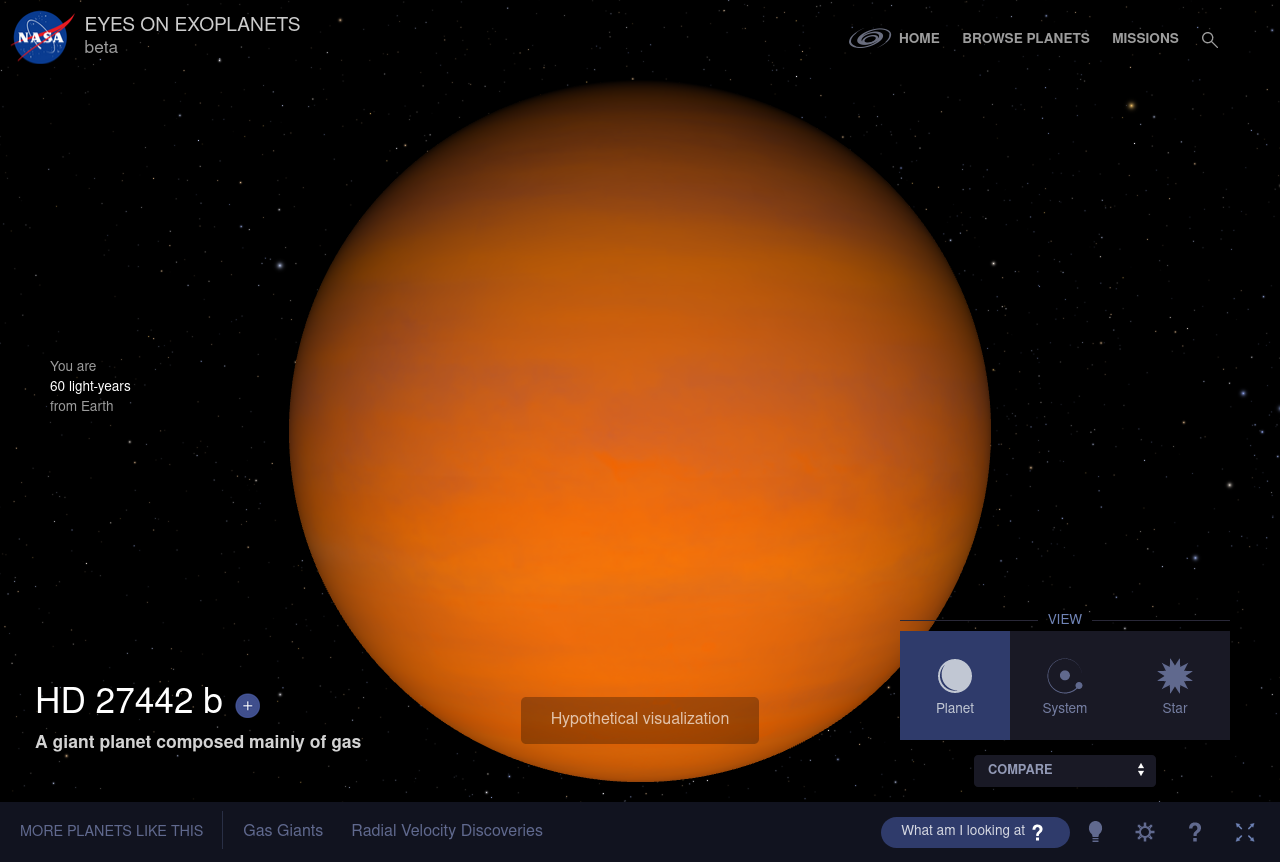 NASA
EYES ON EXOPLANETS
beta
HOME
BROWSE PLANETS
MISSIONS
You are
60 light-years
from Earth
VIEW
Planet
System
Star
COMPARE
HD 27442 b +
A giant planet composed mainly of gas
Hypothetical visualization
MORE PLANETS LIKE THIS
Gas Giants
Radial Velocity Discoveries
What am I looking at ?
?